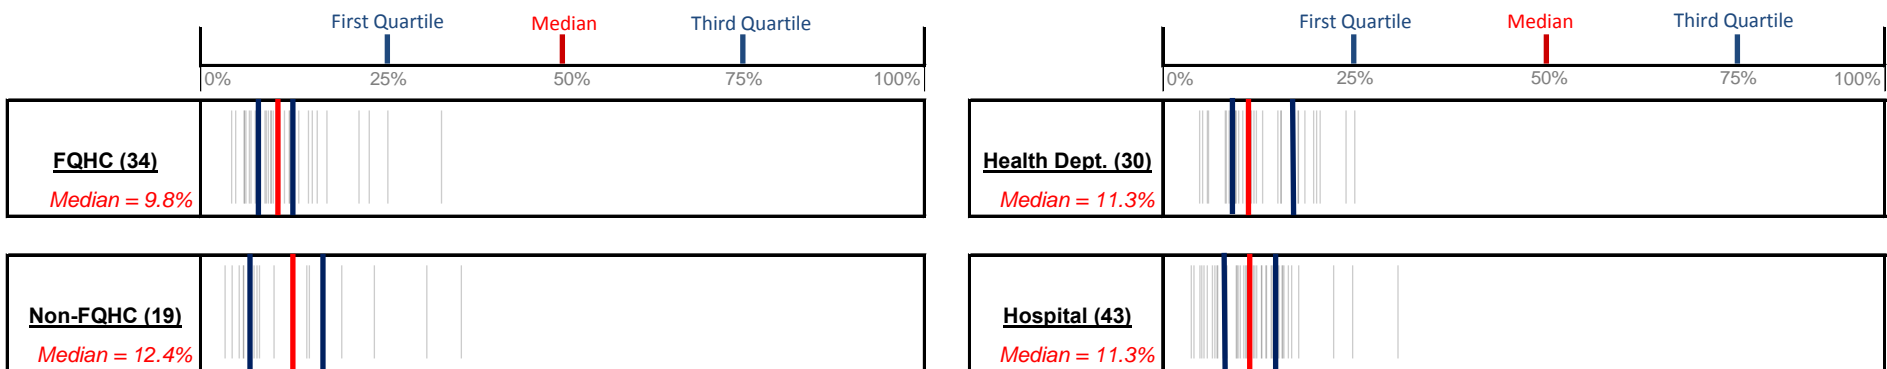 First Quartile Median Third Quartile
0% 25% 50% 75% 100%
FQHC (34)
Median = 9.8%
Non-FQHC (19)
Median = 12.4%
First Quartile Median Third Quartile
0% 25% 50% 75% 100%
Health Dept. (30)
Median = 11.3%
Hospital (43)
Median = 11.3%